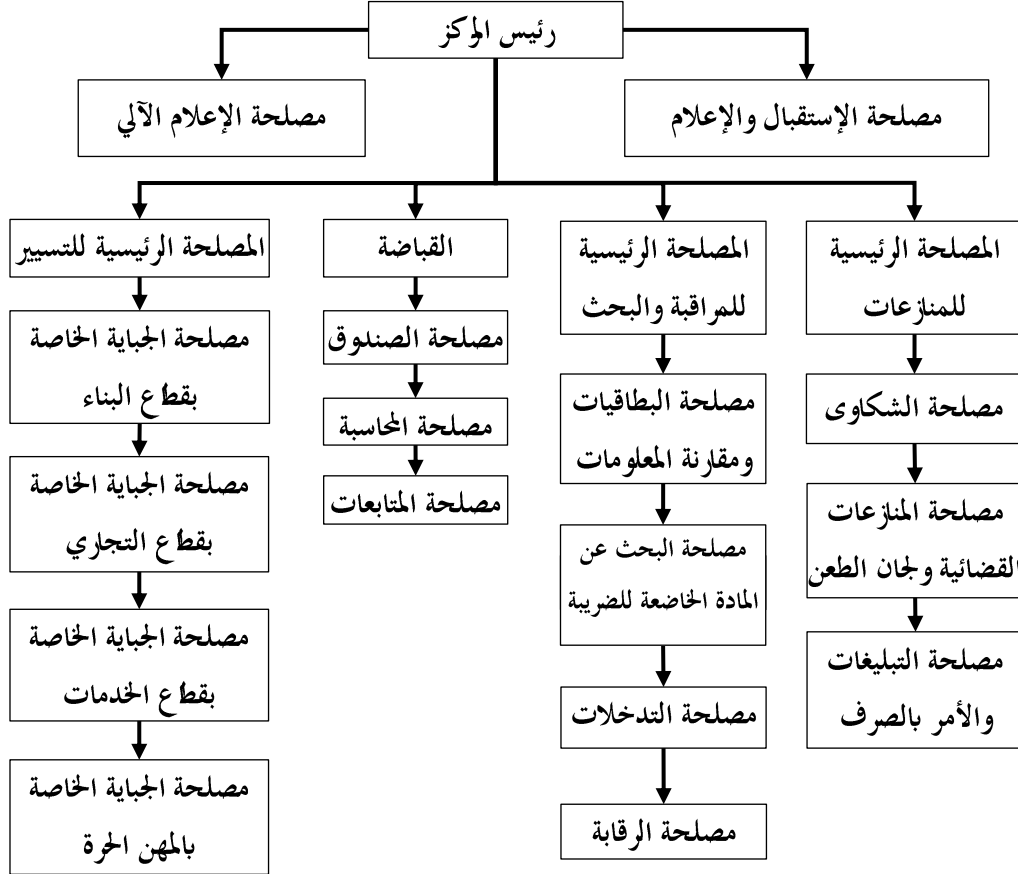 رئيس المركز
مصلحة الإستقبال والإعلام
مصلحة الإعلام الآلي
المصلحة الرئيسية
للمنازعات
مصلحة الشكاوى
مصلحة المنازعات
القضائية ولجان الطعن
مصلحة التبليغات
والأمر بالصرف
المصلحة الرئيسية
للمراقبة والبحث
مصلحة البطاقيات
ومقارنة المعلومات
مصلحة البحث عن
المادة الخاضعة للضريبة
مصلحة التدخلات
مصلحة الرقابة
القباضة
مصلحة الصندوق
مصلحة المحاسبة
مصلحة المتابعات
المصلحة الرئيسية للتسيير
مصلحة الجباية الخاصة
بقطاع البناء
مصلحة الجباية الخاصة
بقطاع التجاري
مصلحة الجباية الخاصة
بقطاع الخدمات
مصلحة الجباية الخاصة
بالمهن الحرة